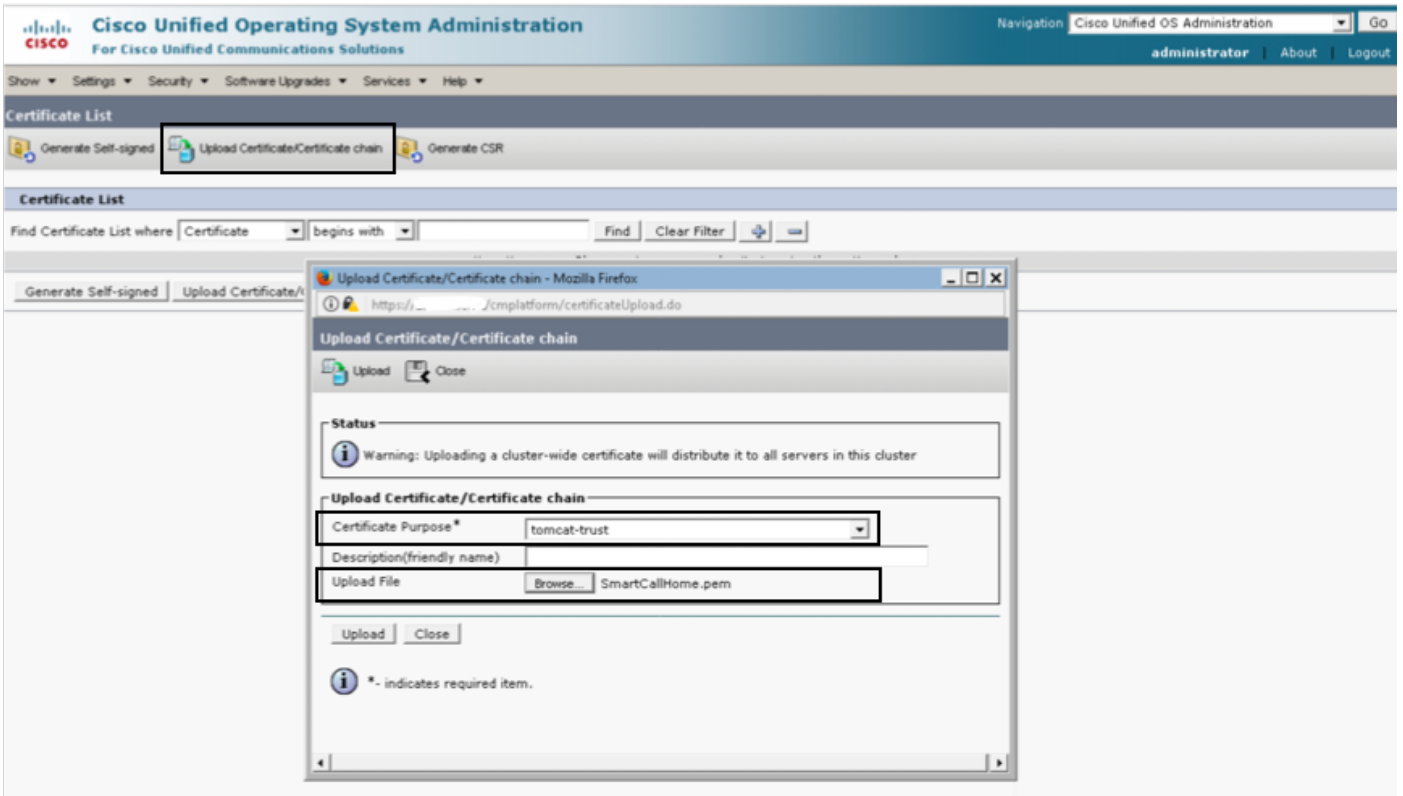 Cisco Unified Operating System Administration
For Cisco Unified Communications Solutions
CISCO
Navigation Cisco Unified OS Administration Go
administrator | About | Logout
Show Settings Security Software Upgrades Services Help
Certificate List
Generate Self-signed Upload Certificate/Certificate chain Generate CSR
Certificate List
Find Certificate List where Certificate begins with Find Clear Filter
Generate Self-signed Upload Certificate/
Upload Certificate/Certificate chain - Mozilla Firefox
https:// /cmplatform/certificateUpload.do
Upload Certificate/Certificate chain
Upload Close
Status
Warning: Uploading a cluster-wide certificate will distribute it to all servers in this cluster
Upload Certificate/Certificate chain
Certificate Purpose* tomcat-trust
Description(friendly name)
Upload File Browse... SmartCallHome.pem
Upload Close
*- indicates required item.